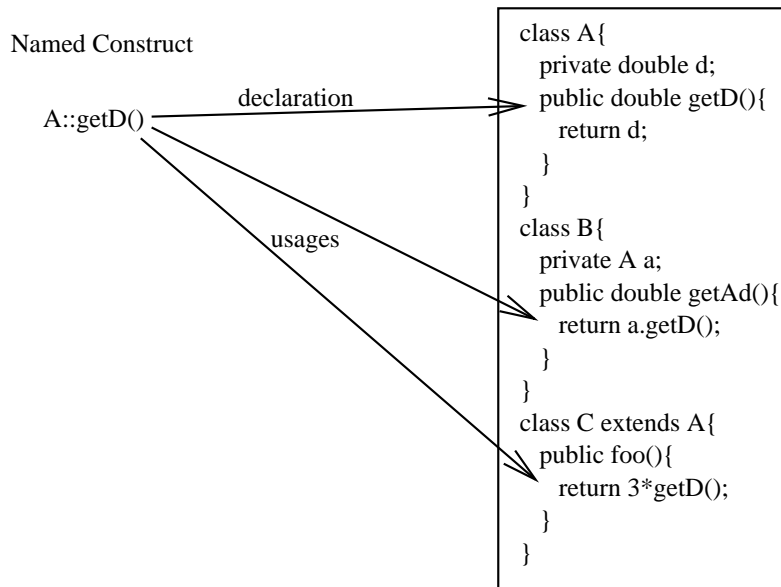 Named Construct
A::getD()
declaration
usages
class A{
private double d;
public double getD(){
return d;
}
}
class B{
private A a;
public double getAd(){
return a.getD();
}
}
class C extends A{
public foo(){
return 3*getD();
}
}